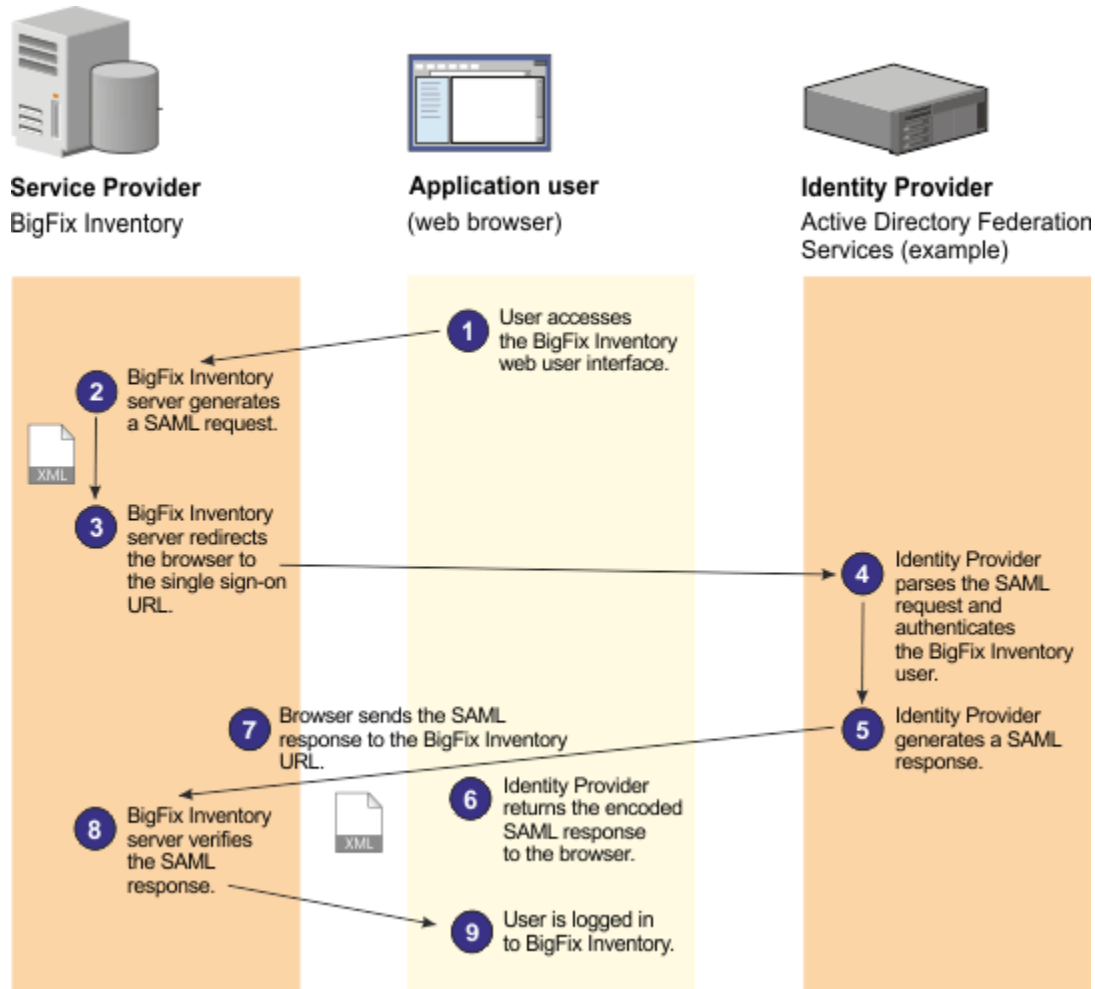 Service Provider
BigFix Inventory
Application user
(web browser)
Identity Provider
Active Directory Federation
Services (example)
1
User accesses
the BigFix Inventory
web user interface.
2
BigFix Inventory
server generates
a SAML request.
XML
3
BigFix Inventory
server redirects
the browser to
the single sign-on
URL.
4
Identity Provider
parses the SAML
request and
authenticates
the BigFix Inventory
user.
5
Identity Provider
generates a SAML
response.
7
Browser sends the SAML
response to the BigFix Inventory
URL.
6
Identity Provider
returns the encoded
SAML response
to the browser.
XML
8
BigFix Inventory
server verifies
the SAML
response.
9
User is logged in
to BigFix Inventory.